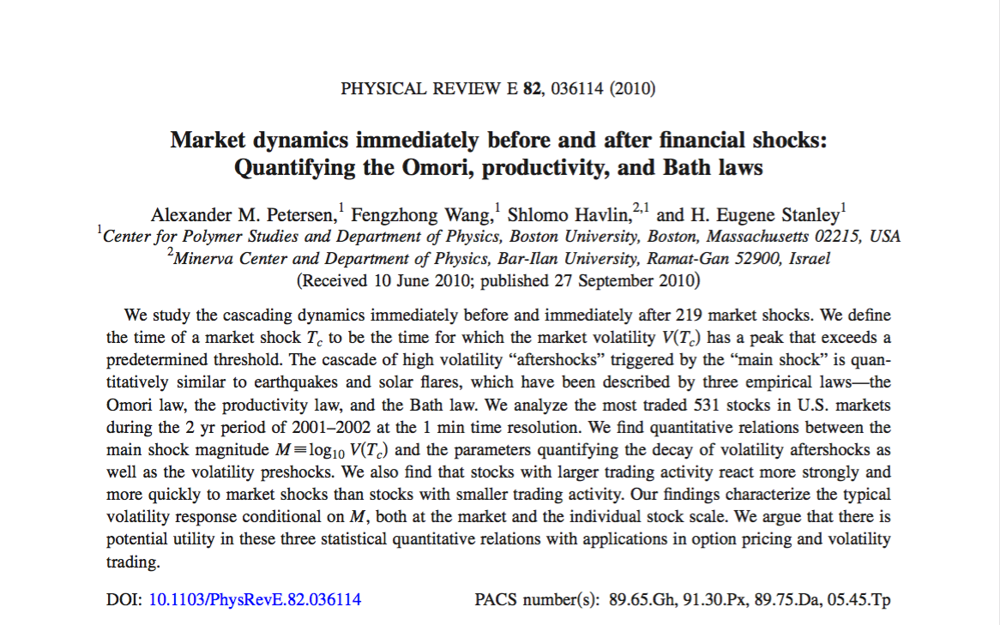 PHYSICAL REVIEW E 82, 036114 (2010)
Market dynamics immediately before and after financial shocks:
Quantifying the Omori, productivity, and Bath laws
Alexander M. Petersen,1 Fengzhong Wang,1 Shlomo Havlin,2,1 and H. Eugene Stanley1
1Center for Polymer Studies and Department of Physics, Boston University, Boston, Massachusetts 02215, USA
2Minerva Center and Department of Physics, Bar-Ilan University, Ramat-Gan 52900, Israel
(Received 10 June 2010; published 27 September 2010)
We study the cascading dynamics immediately before and immediately after 219 market shocks. We define
the time of a market shock Tc to be the time for which the market volatility V(Tc) has a peak that exceeds a
predetermined threshold. The cascade of high volatility “aftershocks” triggered by the “main shock” is quan-
titatively similar to earthquakes and solar flares, which have been described by three empirical laws—the
Omori law, the productivity law, and the Bath law. We analyze the most traded 531 stocks in U.S. markets
during the 2 yr period of 2001–2002 at the 1 min time resolution. We find quantitative relations between the
main shock magnitude M≡log10 V(Tc) and the parameters quantifying the decay of volatility aftershocks as
well as the volatility preshocks. We also find that stocks with larger trading activity react more strongly and
more quickly to market shocks than stocks with smaller trading activity. Our findings characterize the typical
volatility response conditional on M, both at the market and the individual stock scale. We argue that there is
potential utility in these three statistical quantitative relations with applications in option pricing and volatility
trading.
DOI: 10.1103/PhysRevE.82.036114 PACS number(s): 89.65.Gh, 91.30.Px, 89.75.Da, 05.45.Tp